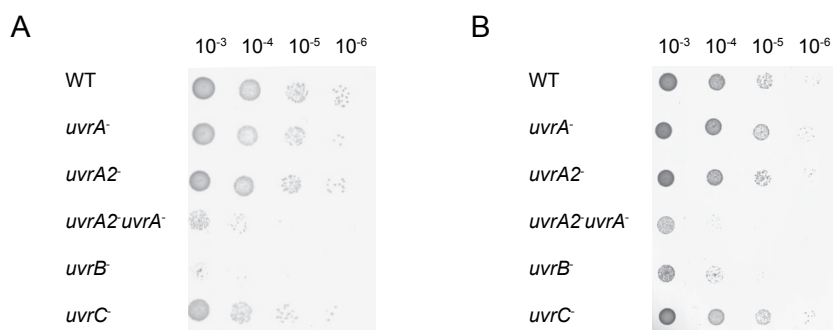 A
10⁻³ 10⁻⁴ 10⁻⁵ 10⁻⁶
WT
uvrA⁻
uvrA2⁻
uvrA2⁻uvrA⁻
uvrB⁻
uvrC⁻
B
10⁻³ 10⁻⁴ 10⁻⁵ 10⁻⁶
WT
uvrA⁻
uvrA2⁻
uvrA2⁻uvrA⁻
uvrB⁻
uvrC⁻